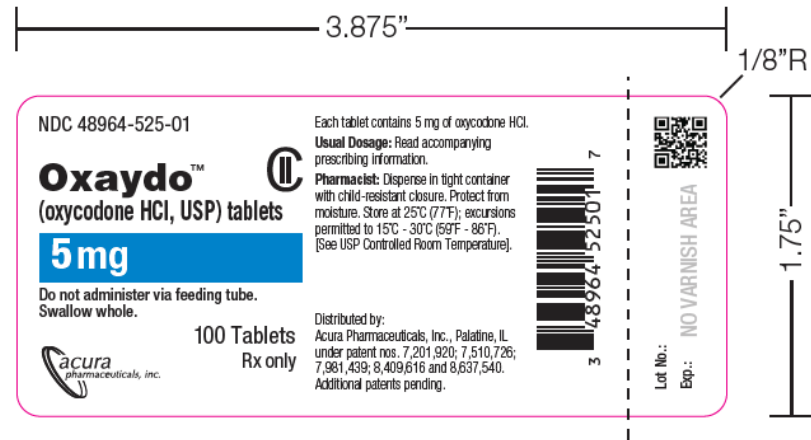 3.875”
1/8”R
NDC 48964-525-01
CII
Oxaydo™
(oxycodone HCl, USP) tablets
5 mg
Do not administer via feeding tube.
Swallow whole.
100 Tablets
Rx only
acura
pharmaceuticals, inc.
Each tablet contains 5 mg of oxycodone HCl.
Usual Dosage: Read accompanying
prescribing information.
Pharmacist: Dispense in tight container
with child-resistant closure. Protect from
moisture. Store at 25°C (77°F); excursions
permitted to 15°C - 30°C (59°F - 86°F).
[See USP Controlled Room Temperature].
Distributed by:
Acura Pharmaceuticals, Inc., Palatine, IL
under patent nos. 7,201,920; 7,510,726;
7,981,439; 8,409,616 and 8,637,540.
Additional patents pending.
3 48964 52501 7
Lot No.:
Exp.:
NO VARNISH AREA
1.75”